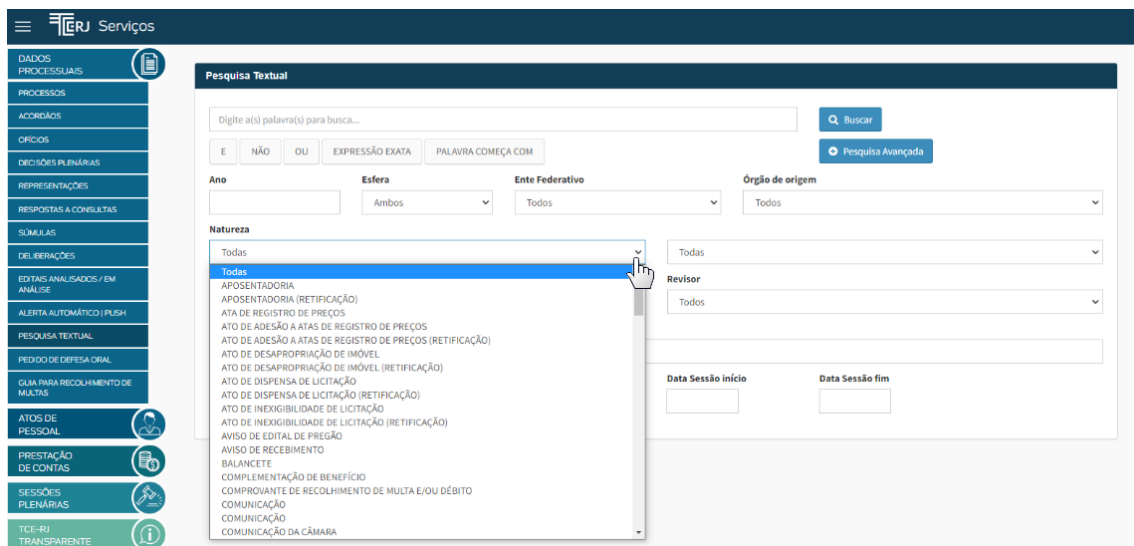 TCERJ Serviços
DADOS
PROCESSUAIS
PROCESSOS
ACORDÃOS
OFÍCIOS
DECISÕES PLENÁRIAS
REPRESENTAÇÕES
RESPOSTAS A CONSULTAS
SÚMULAS
DELIBERAÇÕES
EDITAIS ANALISADOS / EM
ANÁLISE
ALERTA AUTOMÁTICO | PUSH
PESQUISA TEXTUAL
PEDIDO DE DEFESA ORAL
GUIA PARA RECOLHIMENTO DE
MULTAS
ATOS DE
PESSOAL
PRESTAÇÃO
DE CONTAS
SESSÕES
PLENÁRIAS
TCE-RJ
TRANSPARENTE
Pesquisa Textual
Digite a(s) palavra(s) para busca...
Buscar
E NÃO OU EXPRESSÃO EXATA PALAVRA COMEÇA COM
Pesquisa Avançada
Ano Esfera Ente Federativo Órgão de origem
Ambos Todos Todos
Natureza
Todas Todas
Todas
APOSENTADORIA
APOSENTADORIA (RETIFICAÇÃO)
ATA DE REGISTRO DE PREÇOS
ATO DE ADESÃO A ATAS DE REGISTRO DE PREÇOS
ATO DE ADESÃO A ATAS DE REGISTRO DE PREÇOS (RETIFICAÇÃO)
ATO DE DESAPROPRIAÇÃO DE IMÓVEL
ATO DE DESAPROPRIAÇÃO DE IMÓVEL (RETIFICAÇÃO)
ATO DE DISPENSA DE LICITAÇÃO
ATO DE DISPENSA DE LICITAÇÃO (RETIFICAÇÃO)
ATO DE INEXIGIBILIDADE DE LICITAÇÃO
ATO DE INEXIGIBILIDADE DE LICITAÇÃO (RETIFICAÇÃO)
AVISO DE EDITAL DE PREGÃO
AVISO DE RECEBIMENTO
BALANCETE
COMPLEMENTAÇÃO DE BENEFÍCIO
COMPROVANTE DE RECOLHIMENTO DE MULTA E/OU DÉBITO
COMUNICAÇÃO
COMUNICAÇÃO
COMUNICAÇÃO DA CÂMARA
Revisor
Todos
Data Sessão início Data Sessão fim